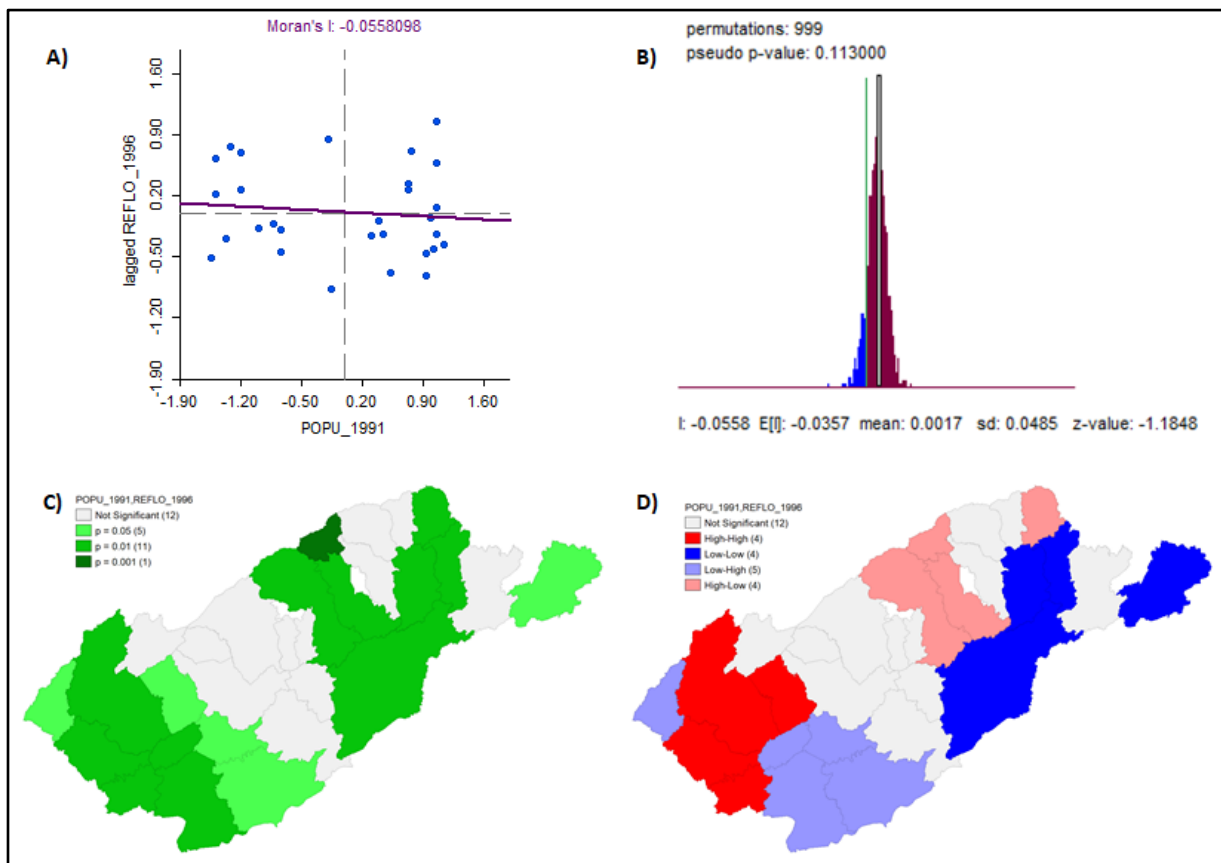 Moran's I: -0.0558098
A)
1.60
0.90
0.20
-0.50
-1.20
-1.90
lagged REFLO_1996
-1.90 -1.20 -0.50 0.20 0.90 1.60
POPU_1991
permutations: 999
pseudo p-value: 0.113000
B)
I: -0.0558 E[I]: -0.0357 mean: 0.0017 sd: 0.0485 z-value: -1.1848
C)
POPU_1991,REFLO_1996
Not Significant (12)
p = 0.05 (5)
p = 0.01 (11)
p = 0.001 (1)
D)
POPU_1991,REFLO_1996
Not Significant (12)
High-High (4)
Low-Low (4)
Low-High (5)
High-Low (4)